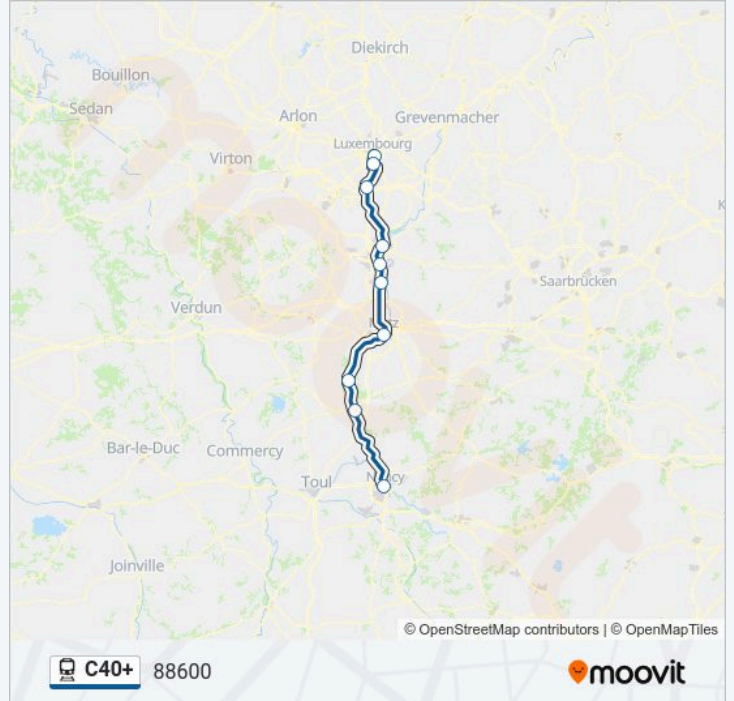 Diekirch
Bouillon
Sedan
Arlon
Grevenmacher
Luxembourg
Virton
Saarbrücken
Verdun
Bar-le-Duc
Commercy
Toul
Joinville
© OpenStreetMap contributors | © OpenMapTiles
C40+ 88600
moovit